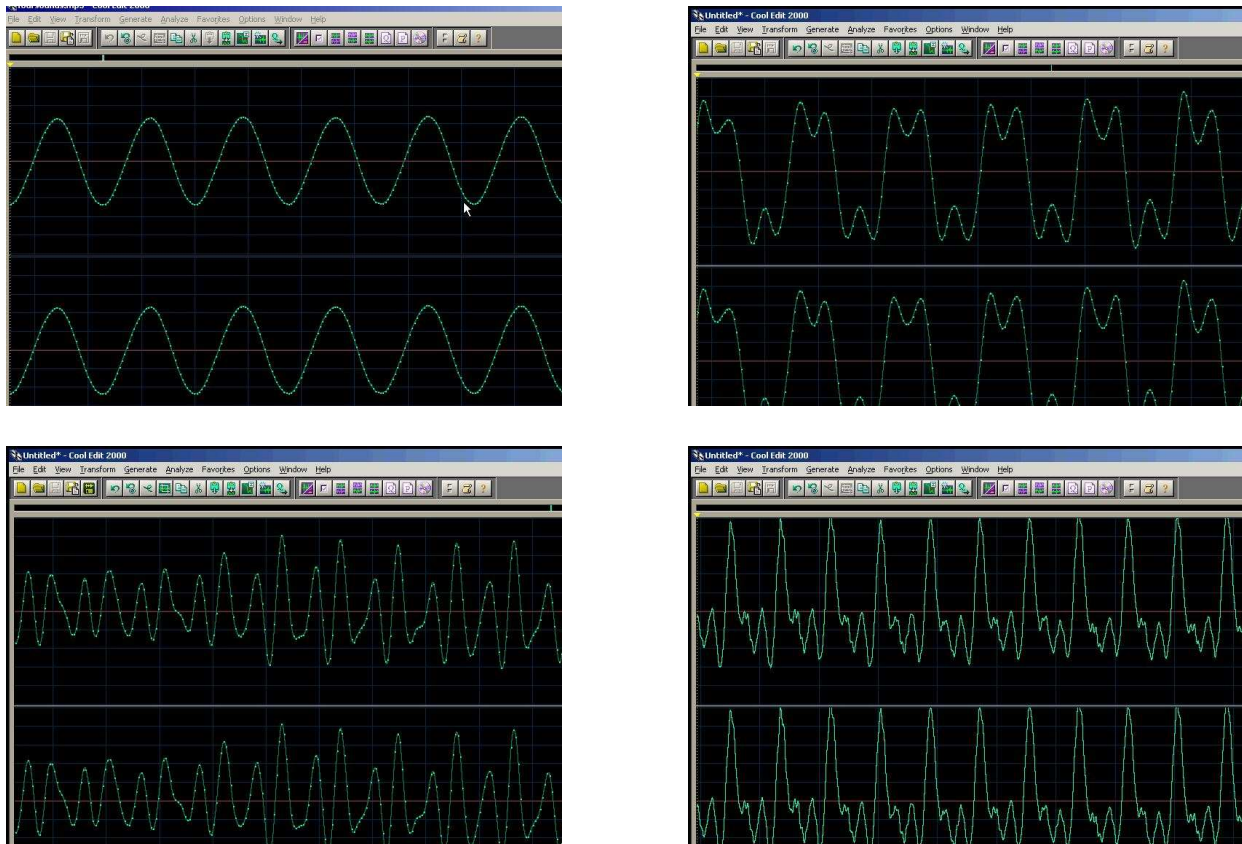 File Edit View Transform Generate Analyze Favorites Options Window Help
F
F ?
Untitled* - Cool Edit 2000
File Edit View Transform Generate Analyze Favorites Options Window Help
F
F ?
Untitled* - Cool Edit 2000
File Edit View Transform Generate Analyze Favorites Options Window Help
F
F ?
Untitled* - Cool Edit 2000
File Edit View Transform Generate Analyze Favorites Options Window Help
F
F ?